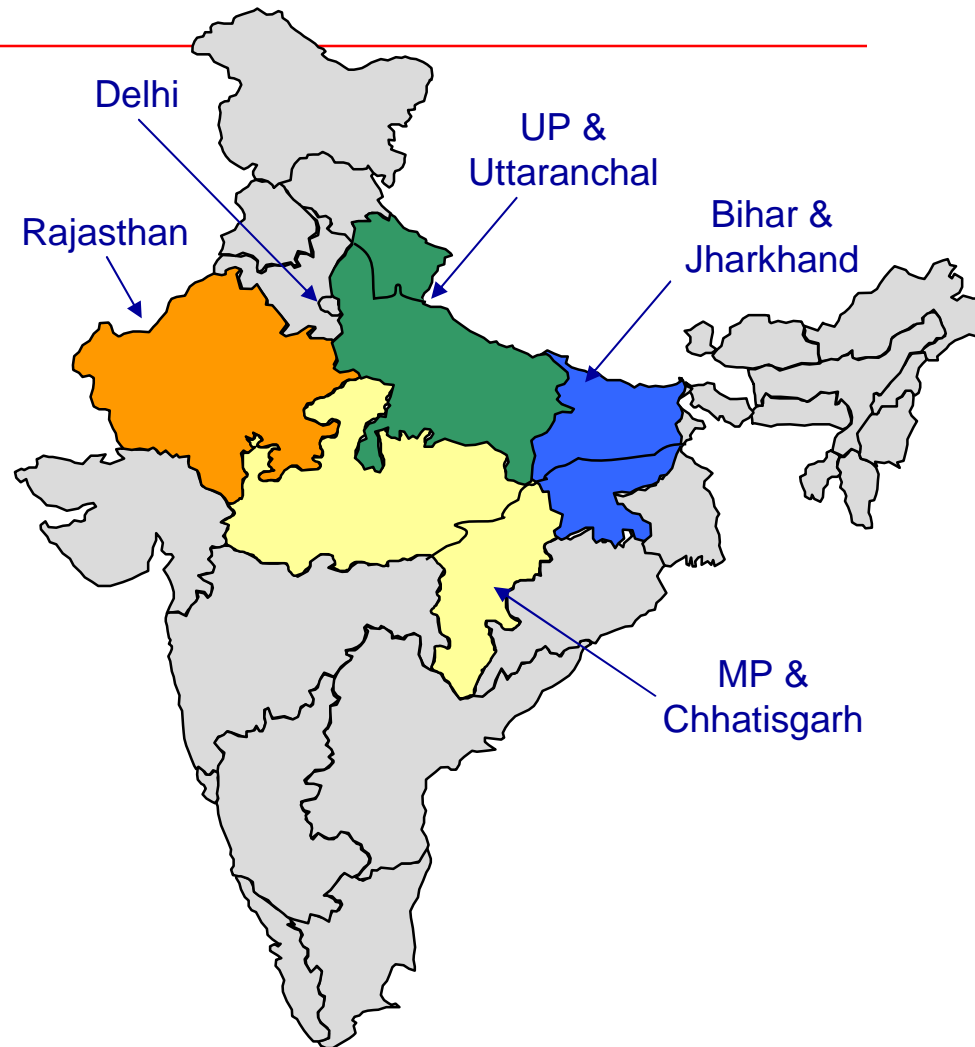 Delhi
UP &
Uttaranchal
Bihar &
Jharkhand
Rajasthan
MP &
Chhatisgarh